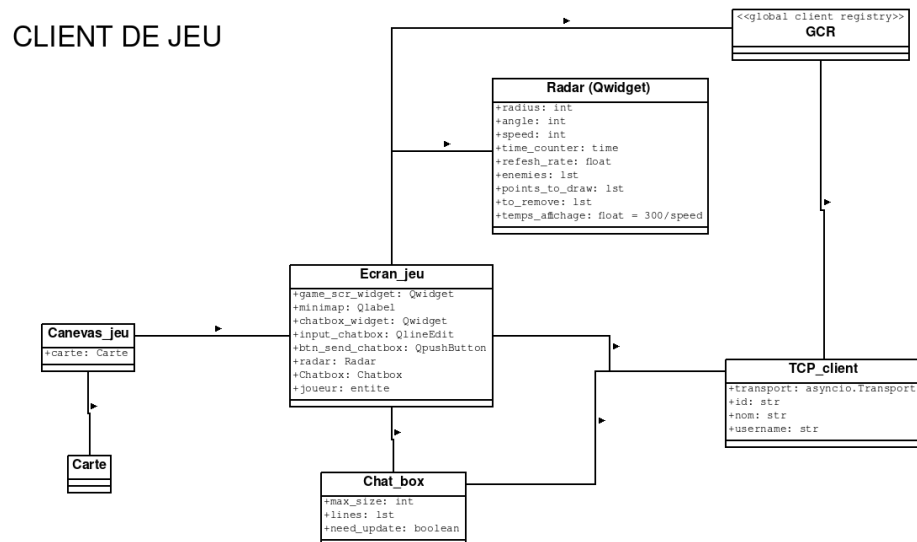 CLIENT DE JEU
<<global client registry>>
GCR
Radar (Qwidget)
+radius: int
+angle: int
+speed: int
+time_counter: time
+refesh_rate: float
+enemies: lst
+points_to_draw: lst
+to_remove: lst
+temps_affichage: float = 300/speed
Ecran_jeu
+game_scr_widget: Qwidget
+minimap: Qlabel
+chatbox_widget: Qwidget
+input_chatbox: QlineEdit
+btn_send_chatbox: QpushButton
+radar: Radar
+Chatbox: Chatbox
+joueur: entite
Canevas_jeu
+carte: Carte
Carte
TCP_client
+transport: asyncio.Transport
+id: str
+nom: str
+username: str
Chat_box
+max_size: int
+lines: lst
+need_update: boolean